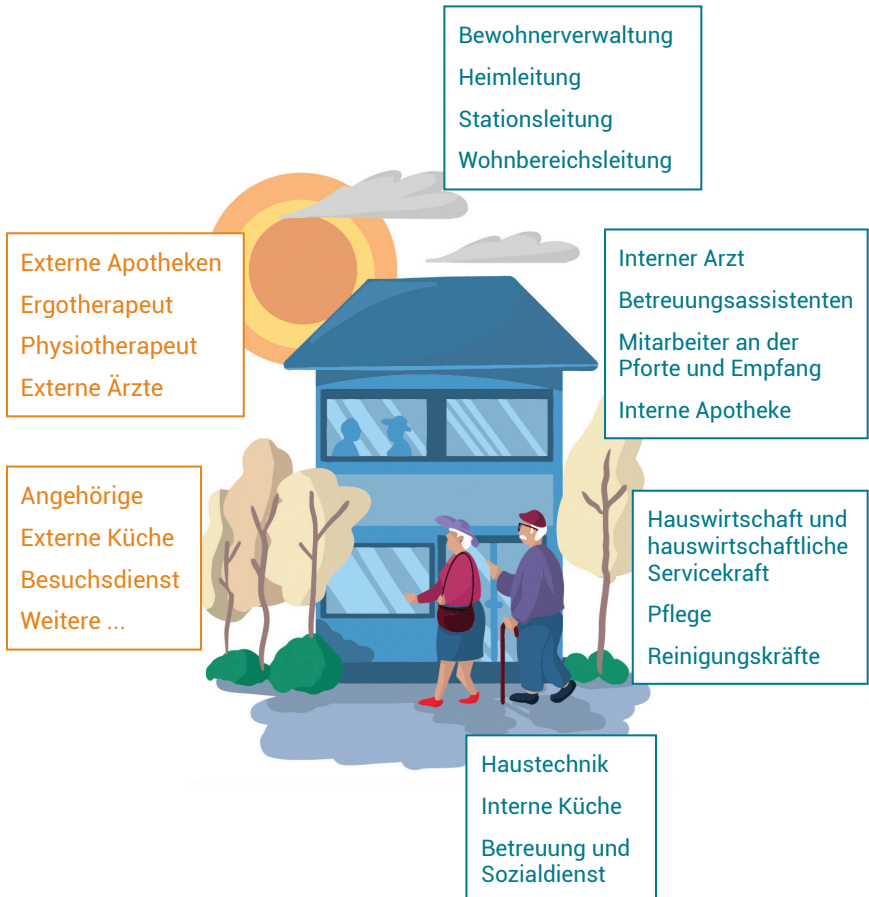 Bewohnerverwaltung
Heimleitung
Stationsleitung
Wohnbereichsleitung
Externe Apotheken
Ergotherapeut
Physiotherapeut
Externe Ärzte
Interner Arzt
Betreuungsassistenten
Mitarbeiter an der
Pforte und Empfang
Interne Apotheke
Angehörige
Externe Küche
Besuchsdienst
Weitere ...
Hauswirtschaft und
hauswirtschaftliche
Servicekraft
Pflege
Reinigungskräfte
Haustechnik
Interne Küche
Betreuung und
Sozialdienst